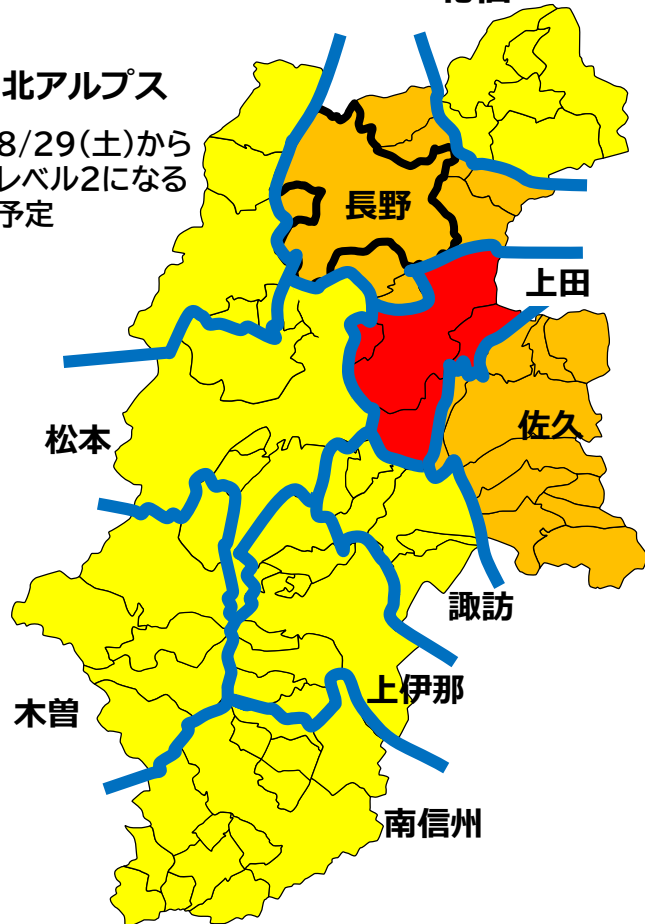 北アルプス
8/29(土)から
レベル2になる
予定
長野
上田
佐久
松本
諏訪
上伊那
木曽
南信州